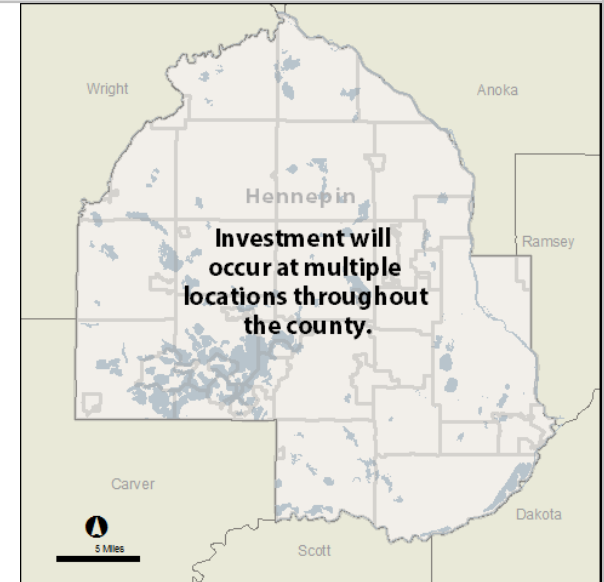 Wright
Anoka
Hennepin
Ramsey
Investment will
occur at multiple
locations throughout
the county.
Carver
Dakota
5 Miles
Scott